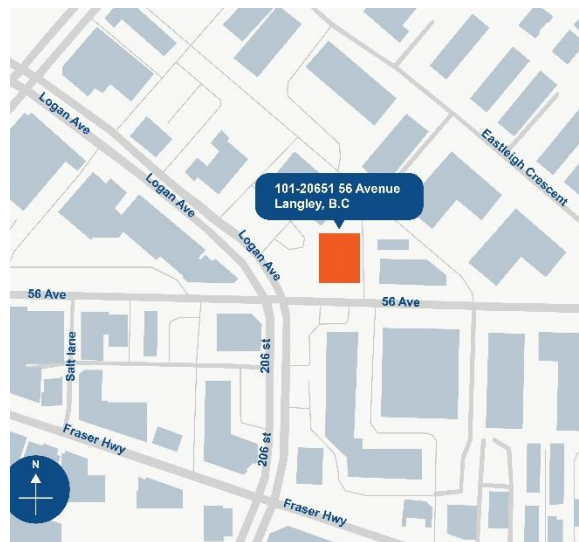 Logan Ave
Eastleigh Crescent
Logan Ave
101-20651 56 Avenue
Langley, B.C
Logan Ave
56 Ave
56 Ave
Salt lane
206 st
Fraser Hwy
206 st
N
Fraser Hwy